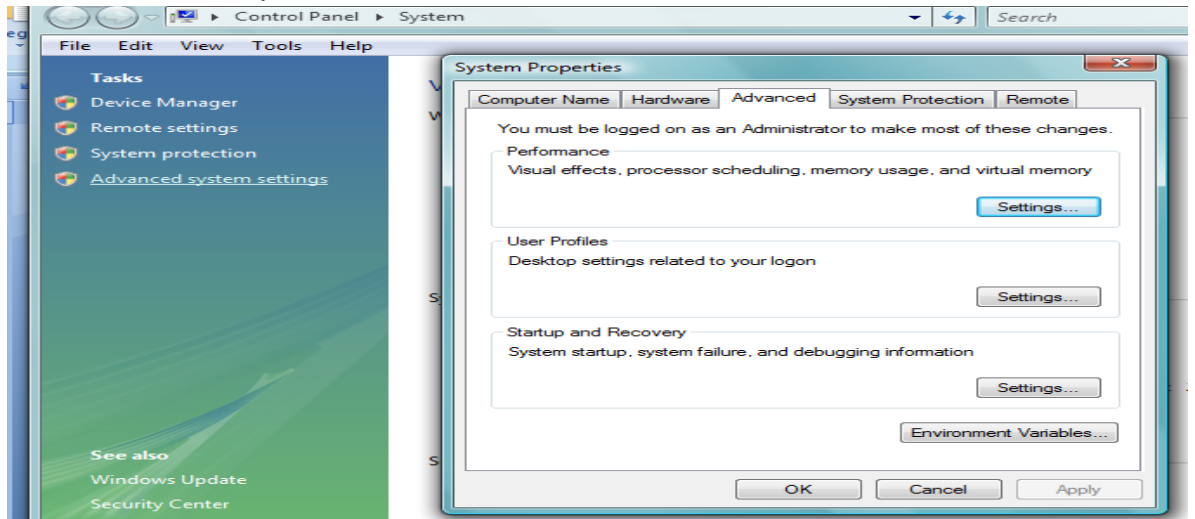 Control Panel System
Search
File Edit View Tools Help
Tasks
Device Manager
Remote settings
System protection
Advanced system settings
See also
Windows Update
Security Center
System Properties
Computer Name Hardware Advanced System Protection Remote
You must be logged on as an Administrator to make most of these changes.
Performance
Visual effects, processor scheduling, memory usage, and virtual memory
Settings...
User Profiles
Desktop settings related to your logon
Settings...
Startup and Recovery
System startup, system failure, and debugging information
Settings...
Environment Variables...
OK Cancel Apply